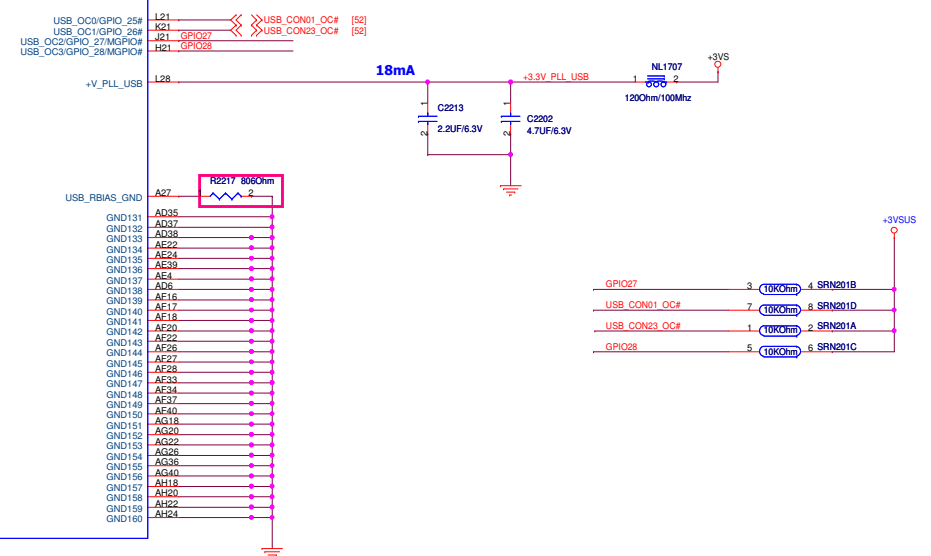 USB_OC0/GPIO_25# L21 USB_CON01_OC# [52]
USB_OC1/GPIO_26# K21 USB_CON23_OC# [52]
USB_OC2/GPIO_27/MGPIO# J21 GPIO27
USB_OC3/GPIO_28/MGPIO# H21 GPIO28
+3VS
18mA
NL1707
+V_PLL_USB L28 +3.3V_PLL_USB 1 2
120Ohm/100Mhz
1 C2213 2 2.2UF/6.3V
1 C2202 2 4.7UF/6.3V
R2217 806Ohm
USB_RBIAS_GND A27 1 2
GND131 AD35
GND132 AD37
GND133 AD38
GND134 AE22
GND135 AE24
GND136 AE39
GND137 AE4
GND138 AD6
GND139 AF16
GND140 AF17
GND141 AF18
GND142 AF20
GND143 AF22
GND144 AF26
GND145 AF27
GND146 AF28
GND147 AF33
GND148 AF34
GND149 AF37
GND150 AF40
GND151 AG18
GND152 AG20
GND153 AG22
GND154 AG26
GND155 AG36
GND156 AG40
GND157 AH18
GND158 AH20
GND159 AH22
GND160 AH24
+3VSUS
GPIO27 3 10KOhm 4 SRN201B
USB_CON01_OC# 7 10KOhm 8 SRN201D
USB_CON23_OC# 1 10KOhm 2 SRN201A
GPIO28 5 10KOhm 6 SRN201C